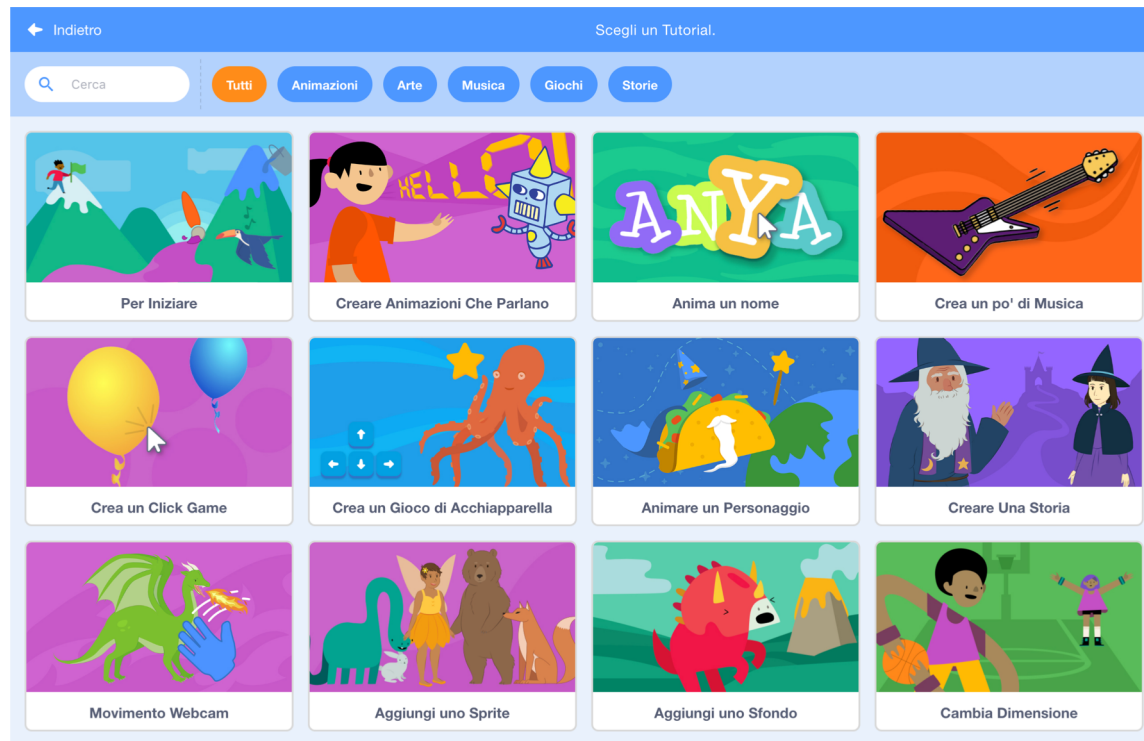 Indietro
Scegli un Tutorial.
Cerca
Tutti
Animazioni
Arte
Musica
Giochi
Storie
HELLO!
ANYA
Per Iniziare
Creare Animazioni Che Parlano
Anima un nome
Crea un po' di Musica
Crea un Click Game
Crea un Gioco di Acchiapparella
Animare un Personaggio
Creare Una Storia
Movimento Webcam
Aggiungi uno Sprite
Aggiungi uno Sfondo
Cambia Dimensione